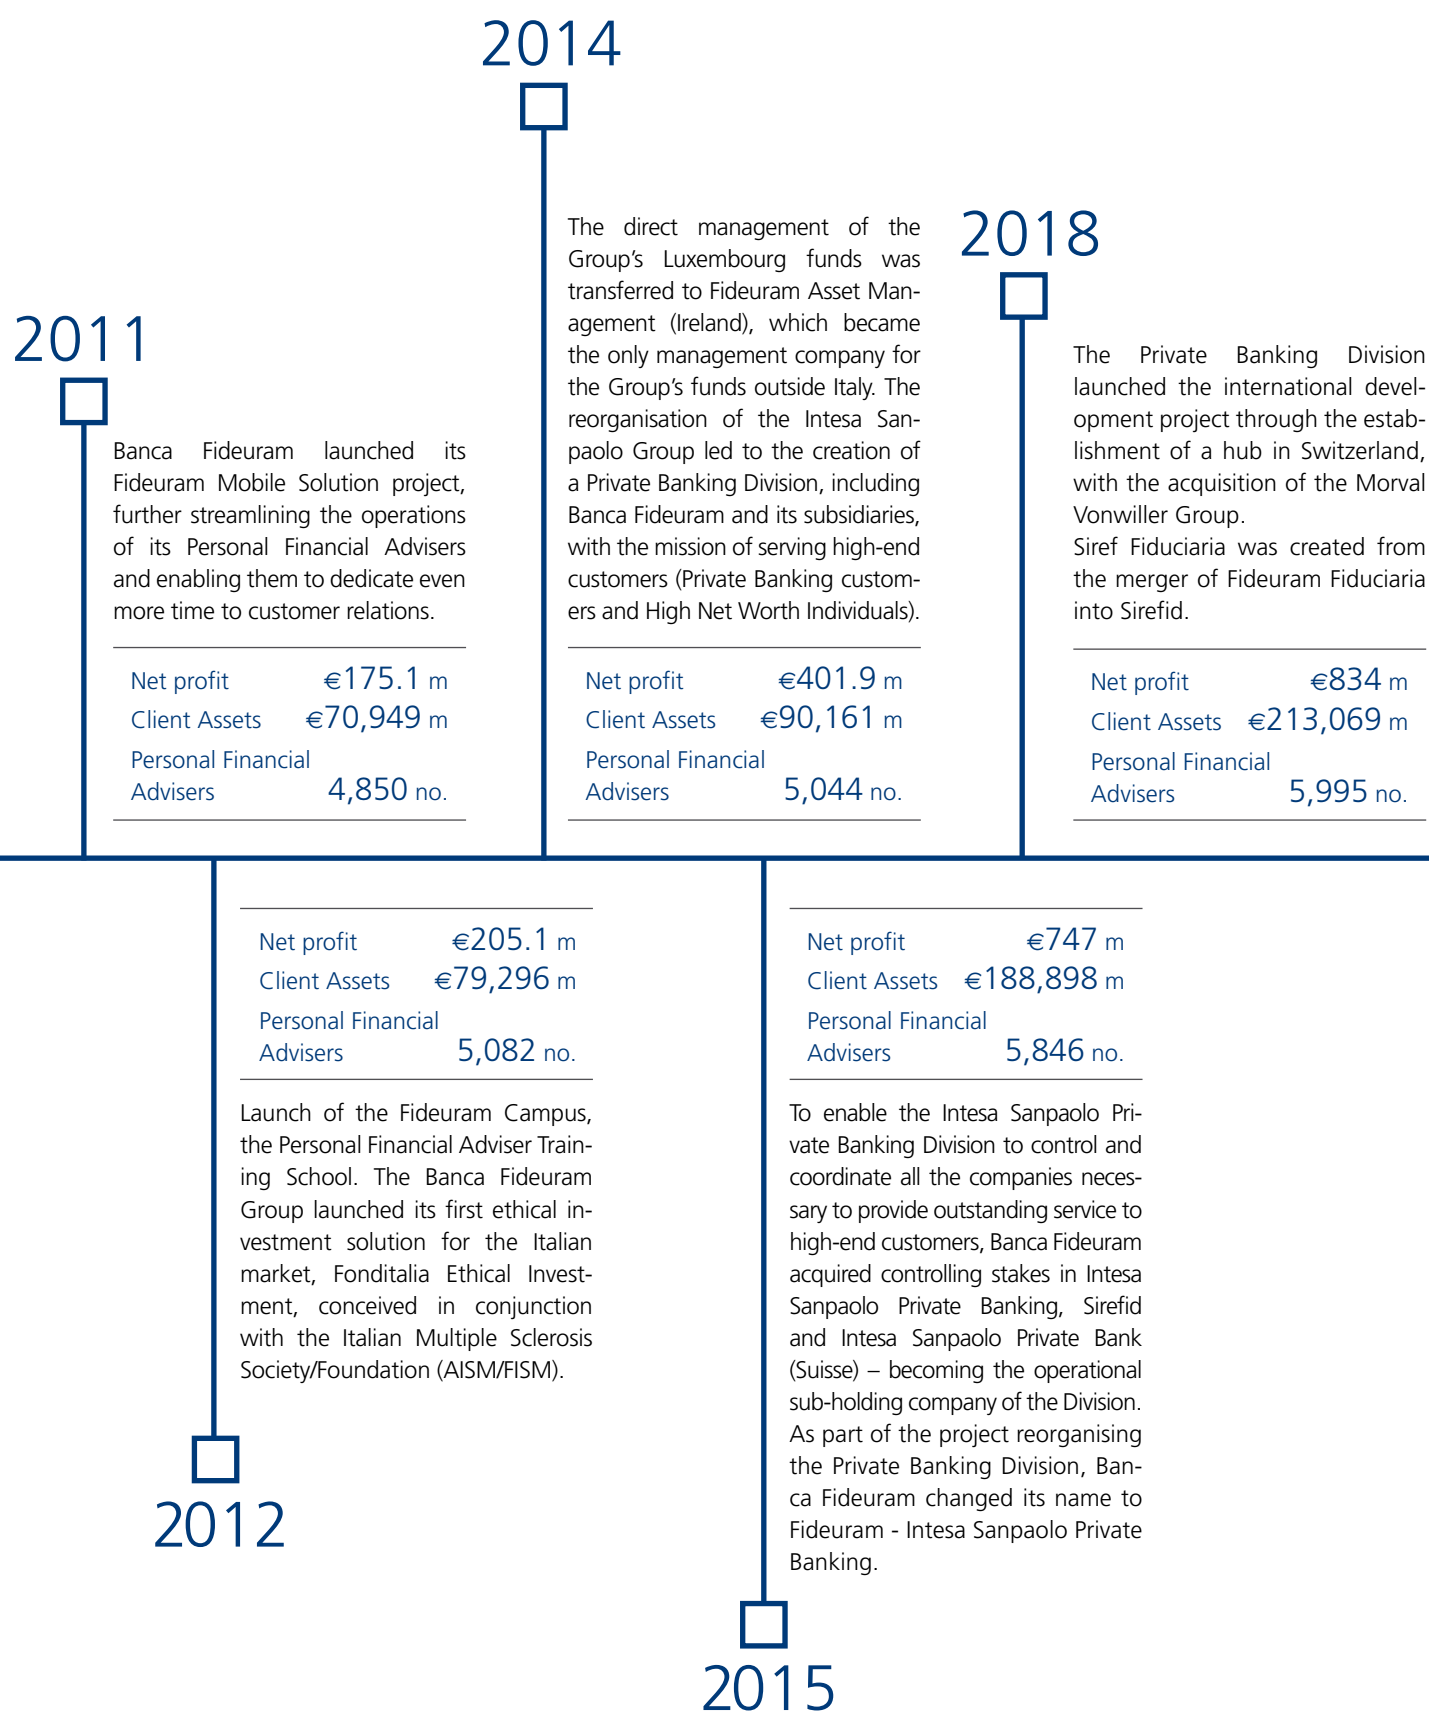 2014
2018
2011
The direct management of the
Group’s Luxembourg funds was
transferred to Fideuram Asset Man-
agement (Ireland), which became
the only management company for
the Group’s funds outside Italy. The
reorganisation of the Intesa San-
paolo Group led to the creation of
a Private Banking Division, including
Banca Fideuram and its subsidiaries,
with the mission of serving high-end
customers (Private Banking custom-
ers and High Net Worth Individuals).
The Private Banking Division
launched the international devel-
opment project through the estab-
lishment of a hub in Switzerland,
with the acquisition of the Morval
Vonwiller Group.
Siref Fiduciaria was created from
the merger of Fideuram Fiduciaria
into Sirefid.
Banca Fideuram launched its
Fideuram Mobile Solution project,
further streamlining the operations
of its Personal Financial Advisers
and enabling them to dedicate even
more time to customer relations.
Net profit €175.1 m
Client Assets €70,949 m
Personal Financial
Advisers 4,850 no.
Net profit €401.9 m
Client Assets €90,161 m
Personal Financial
Advisers 5,044 no.
Net profit €834 m
Client Assets €213,069 m
Personal Financial
Advisers 5,995 no.
Net profit €205.1 m
Client Assets €79,296 m
Personal Financial
Advisers 5,082 no.
Launch of the Fideuram Campus,
the Personal Financial Adviser Train-
ing School. The Banca Fideuram
Group launched its first ethical in-
vestment solution for the Italian
market, Fonditalia Ethical Invest-
ment, conceived in conjunction
with the Italian Multiple Sclerosis
Society/Foundation (AISM/FISM).
2012
Net profit €747 m
Client Assets €188,898 m
Personal Financial
Advisers 5,846 no.
To enable the Intesa Sanpaolo Pri-
vate Banking Division to control and
coordinate all the companies neces-
sary to provide outstanding service to
high-end customers, Banca Fideuram
acquired controlling stakes in Intesa
Sanpaolo Private Banking, Sirefid
and Intesa Sanpaolo Private Bank
(Suisse) – becoming the operational
sub-holding company of the Division.
As part of the project reorganising
the Private Banking Division, Ban-
ca Fideuram changed its name to
Fideuram - Intesa Sanpaolo Private
Banking.
2015